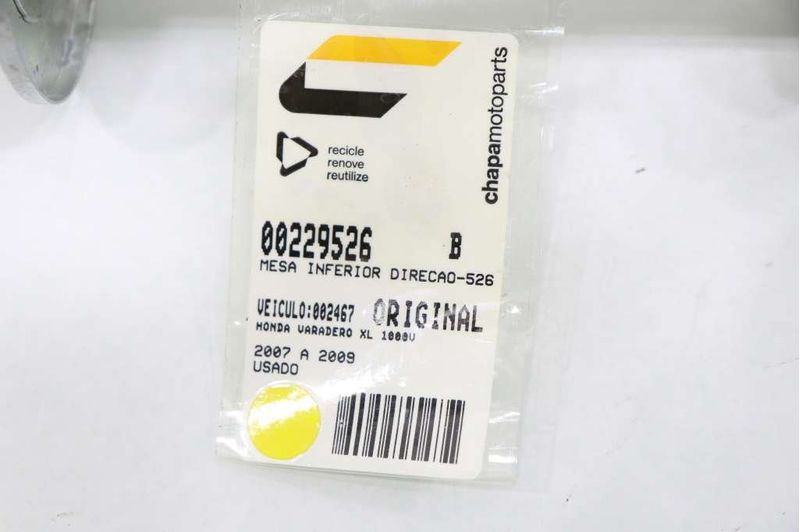 chapamotoparts
recicle
renove
reutilize
00229526 B
MESA INFERIOR DIRECAO-526
VEICULO:002467 ORIGINAL
HONDA VARADERO XL 1000V
2007 A 2009
USADO